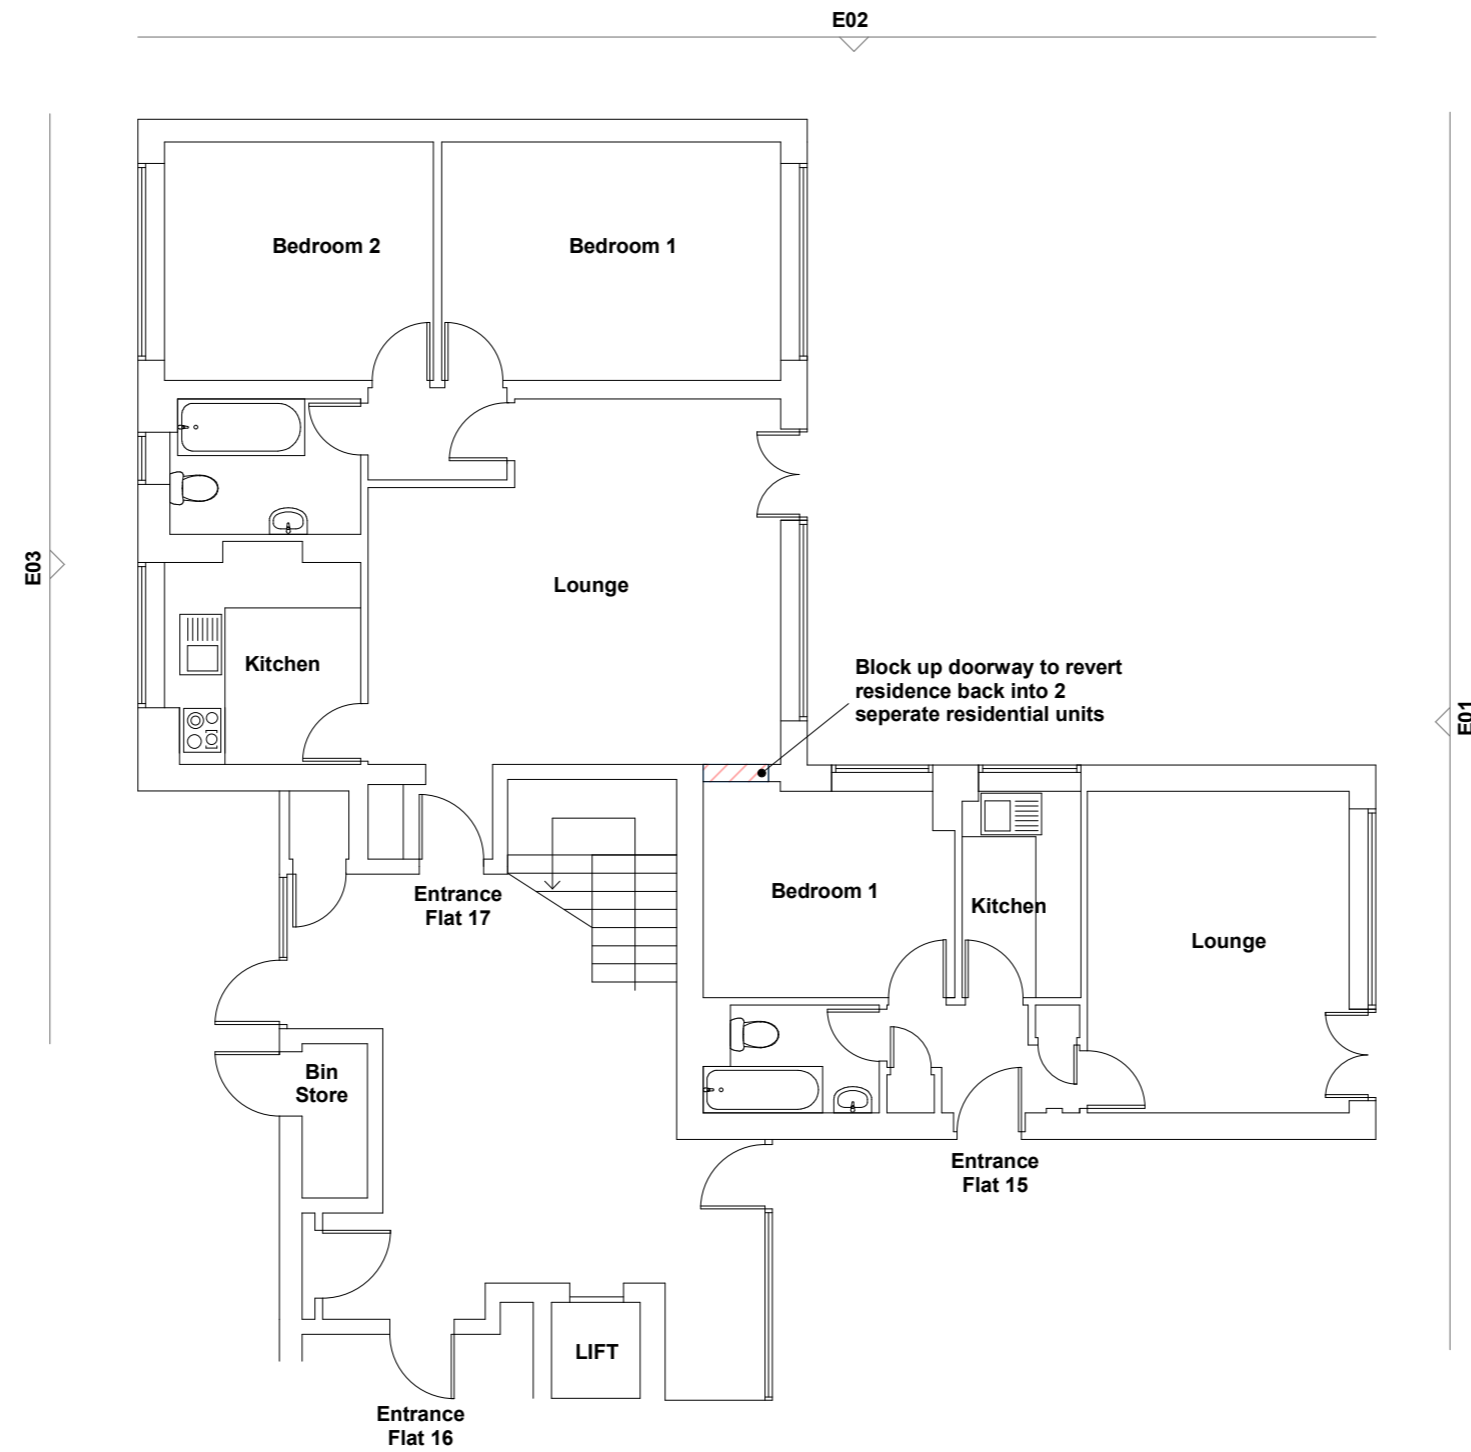 E02
Bedroom 2
Bedroom 1
E03
Lounge
Kitchen
Block up doorway to revert
residence back into 2
seperate residential units
E01
Entrance
Flat 17
Bedroom 1
Kitchen
Lounge
Bin
Store
Entrance
Flat 15
LIFT
Entrance
Flat 16